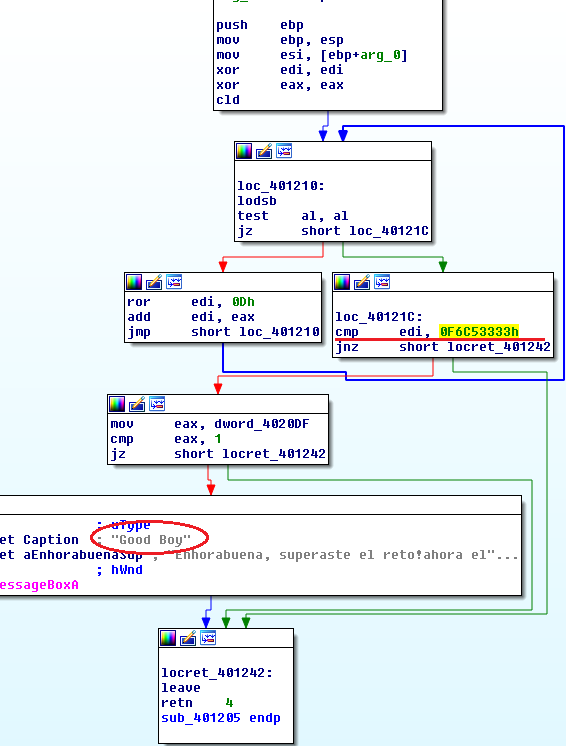 push    ebp
mov     ebp, esp
mov     esi, [ebp+arg_0]
xor     edi, edi
xor     eax, eax
cld
loc_401210:
lodsb
test    al, al
jz      short loc_40121C
ror     edi, 0Dh
add     edi, eax
jmp     short loc_401210
loc_40121C:
cmp     edi, 0F6C53333h
jnz     short locret_401242
mov     eax, dword_4020DF
cmp     eax, 1
jz      short locret_401242
; uType
et Caption ; "Good Boy"
et aEnhorabuenaSup ; "Enhorabuena, superaste el reto!ahora el"...
; hWnd
essageBoxA
locret_401242:
leave
retn    4
sub_401205 endp